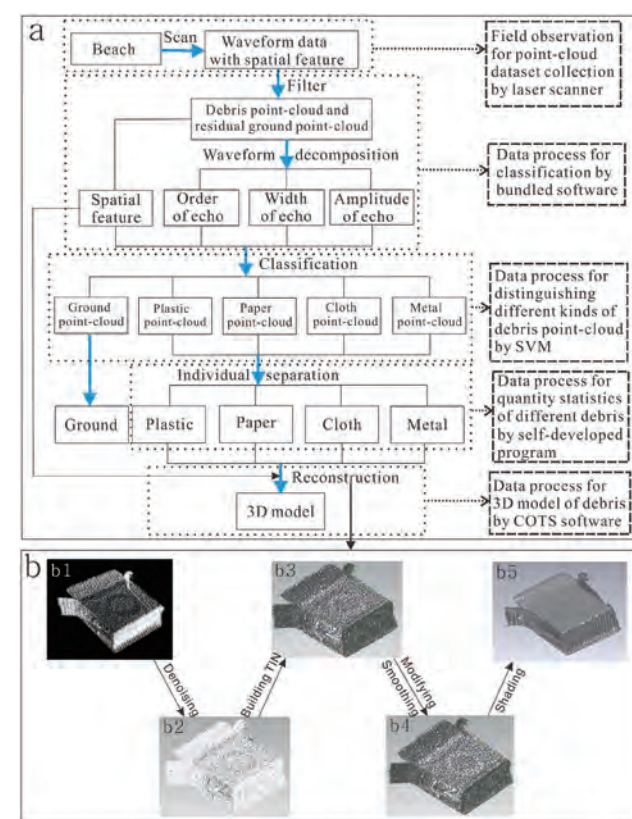 a
Beach
Scan
Waveform data
with spatial feature
Field observation
for point-cloud
dataset collection
by laser scanner
Filter
Debris point-cloud and
residual ground point-cloud
Waveform decomposition
Spatial
feature
Order
of echo
Width
of echo
Amplitude
of echo
Data process for
classification by
bundled software
Classification
Ground
point-cloud
Plastic
point-cloud
Paper
point-cloud
Cloth
point-cloud
Metal
point-cloud
Data process for
distinguishing
different kinds of
debris point-cloud
by SVM
Individual separation
Ground
Plastic
Paper
Cloth
Metal
Data process for
quantity statistics
of different debris
by self-developed
program
Reconstruction
3D model
Data process for
3D model of debris
by COTS software
b
b1
Denoising
b2
Building TIN
b3
Modifying
Smoothing
b4
Shading
b5